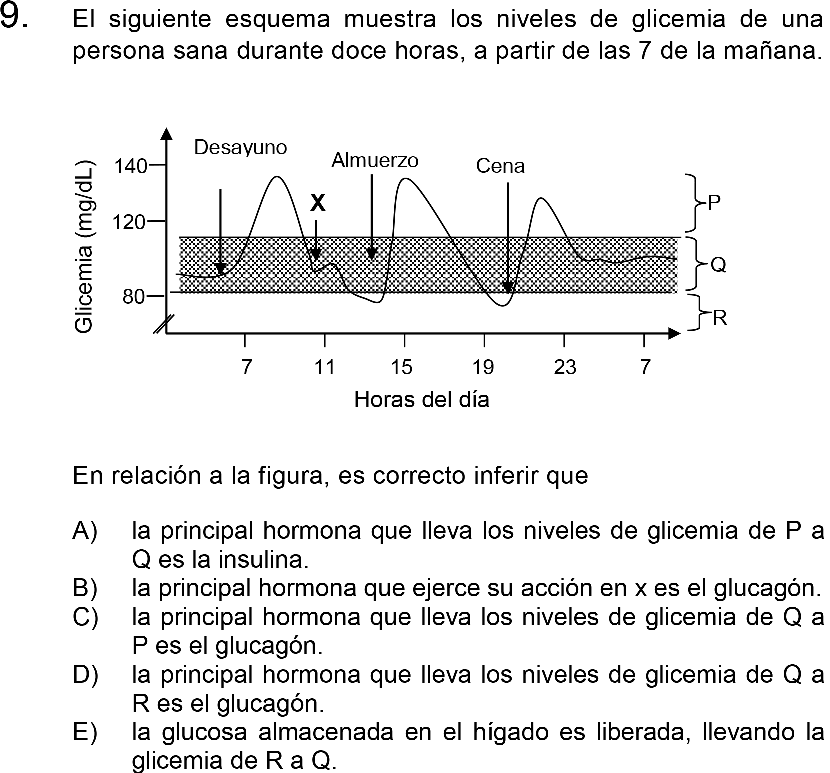 9. El siguiente esquema muestra los niveles de glicemia de una
persona sana durante doce horas, a partir de las 7 de la mañana.
Desayuno
Almuerzo
Cena
X
140
120
80
Glicemia (mg/dL)
P
Q
R
7 11 15 19 23 7
Horas del día
En relación a la figura, es correcto inferir que
A) la principal hormona que lleva los niveles de glicemia de P a
Q es la insulina.
B) la principal hormona que ejerce su acción en x es el glucagón.
C) la principal hormona que lleva los niveles de glicemia de Q a
P es el glucagón.
D) la principal hormona que lleva los niveles de glicemia de Q a
R es el glucagón.
E) la glucosa almacenada en el hígado es liberada, llevando la
glicemia de R a Q.